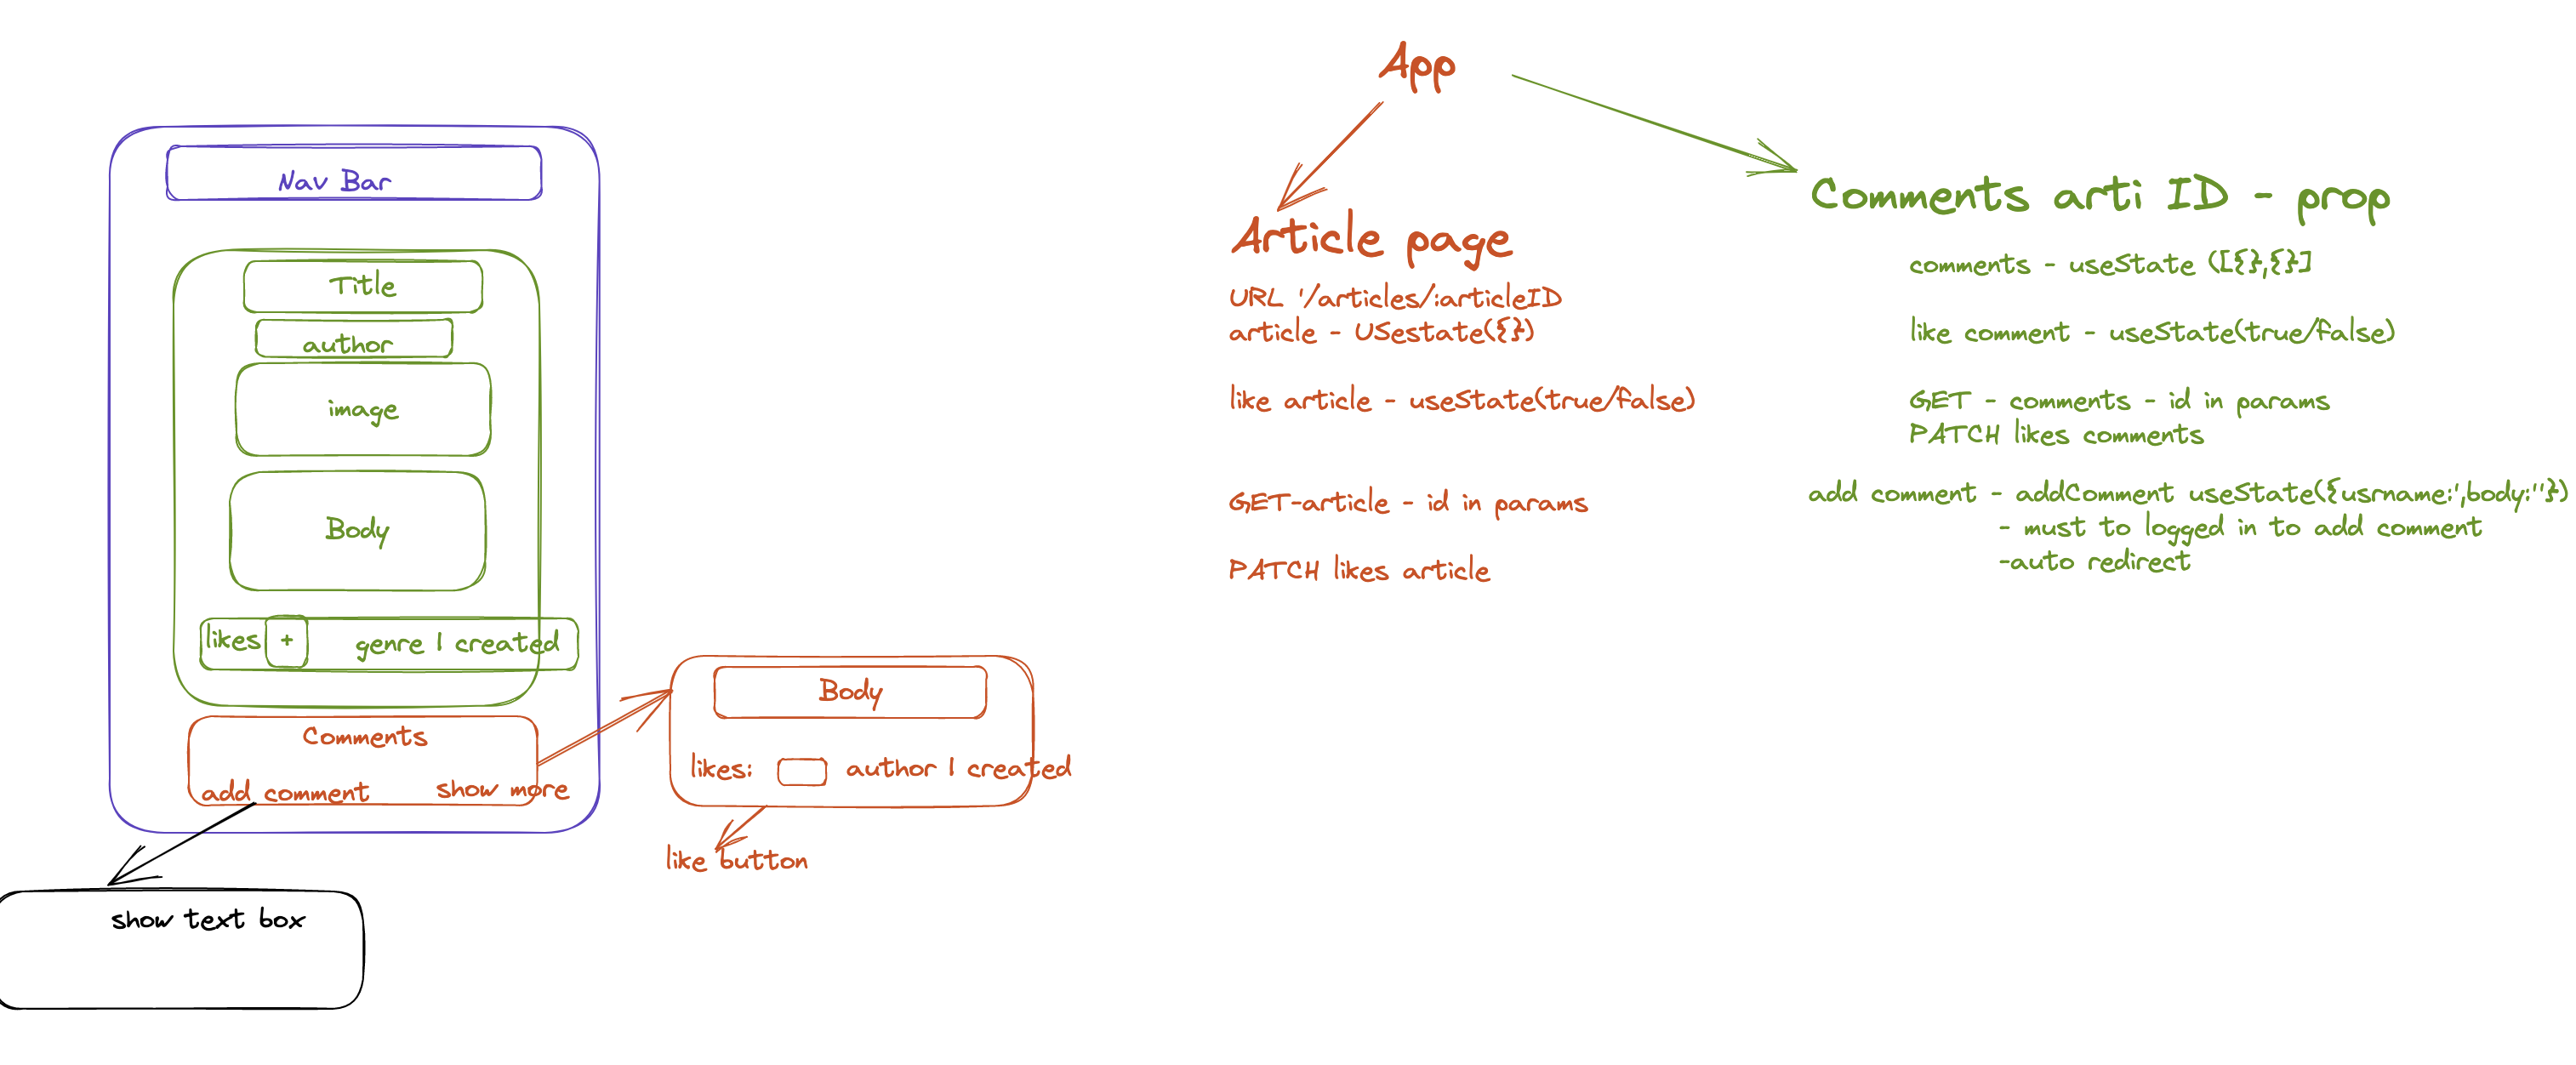 Nav Bar
Title
author
image
Body
likes + genre | created
Comments
add comment show more
show text box
Body
likes: author | created
like button
App
Article page
URL '/articles/:articleID
article - USestate({})
like article - useState(true/false)
GET-article - id in params
PATCH likes article
Comments arti ID - prop
comments - useState ([{},{}]
like comment - useState(true/false)
GET - comments - id in params
PATCH likes comments
add comment - addComment useState({usrname:',body:''})
- must to logged in to add comment
-auto redirect